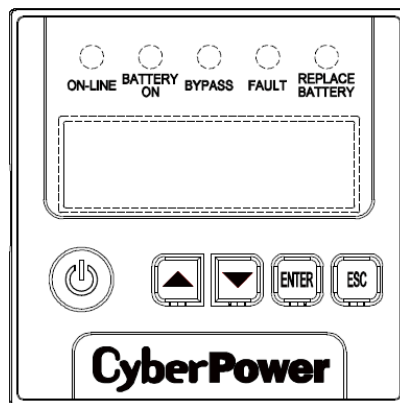 ON-LINE BATTERY ON BYPASS FAULT REPLACE BATTERY
ENTER ESC
CyberPower